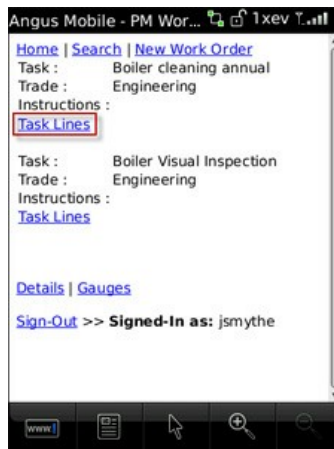 Angus Mobile - PM Wor... 1xev
Home | Search | New Work Order
Task : Boiler cleaning annual
Trade : Engineering
Instructions :
Task Lines
Task : Boiler Visual Inspection
Trade : Engineering
Instructions :
Task Lines
Details | Gauges
Sign-Out >> Signed-In as: jsmythe
www.